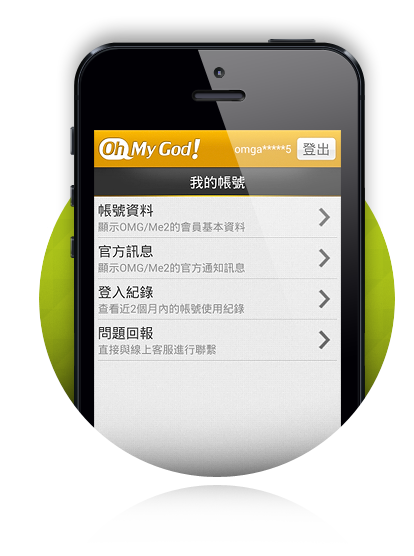 Oh My God!
omga*****5
登出
我的帳號
帳號資料
顯示OMG/Me2的會員基本資料
官方訊息
顯示OMG/Me2的官方通知訊息
登入紀錄
查看近2個月內的帳號使用紀錄
問題回報
直接與線上客服進行聯繫